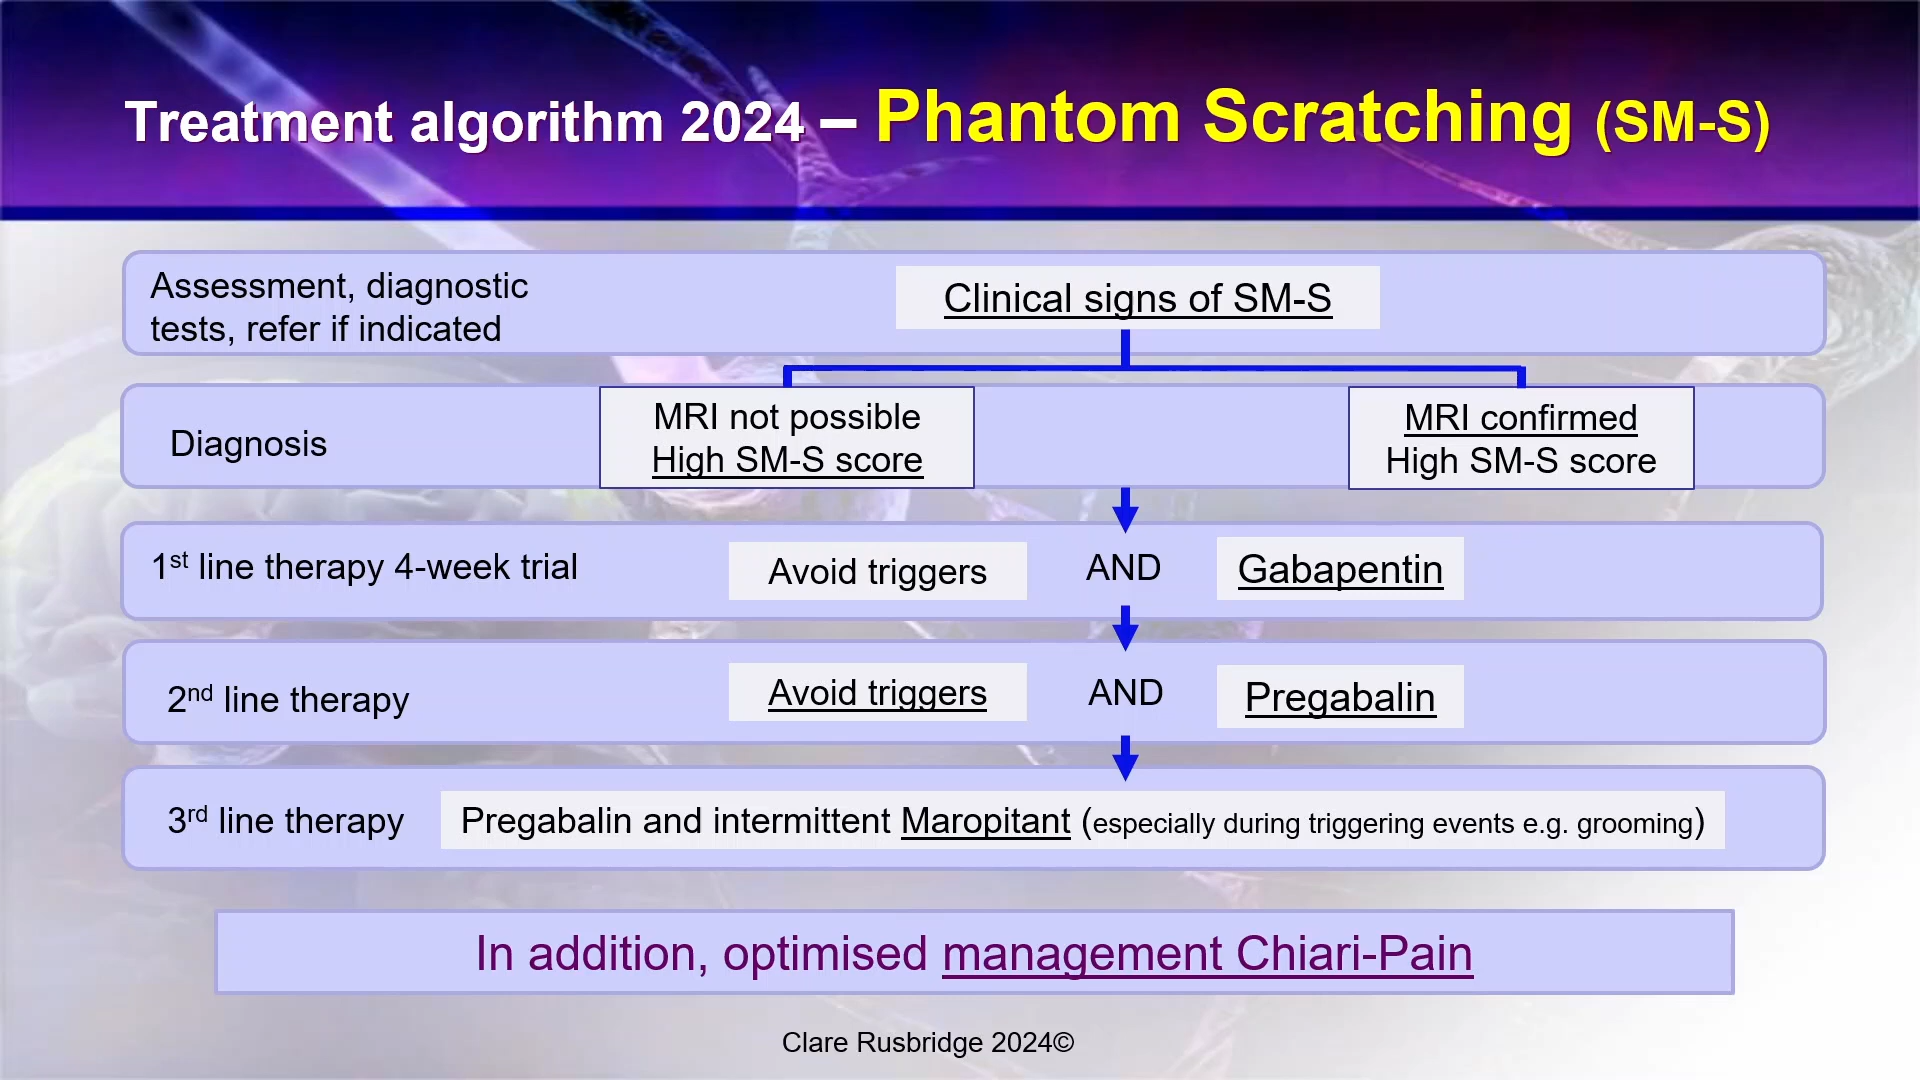 Treatment algorithm 2024 – Phantom Scratching (SM-S)
Assessment, diagnostic
tests, refer if indicated
Clinical signs of SM-S
Diagnosis
MRI not possible
High SM-S score
MRI confirmed
High SM-S score
1st line therapy 4-week trial
Avoid triggers
AND
Gabapentin
2nd line therapy
Avoid triggers
AND
Pregabalin
3rd line therapy
Pregabalin and intermittent Maropitant (especially during triggering events e.g. grooming)
In addition, optimised management Chiari-Pain
Clare Rusbridge 2024©